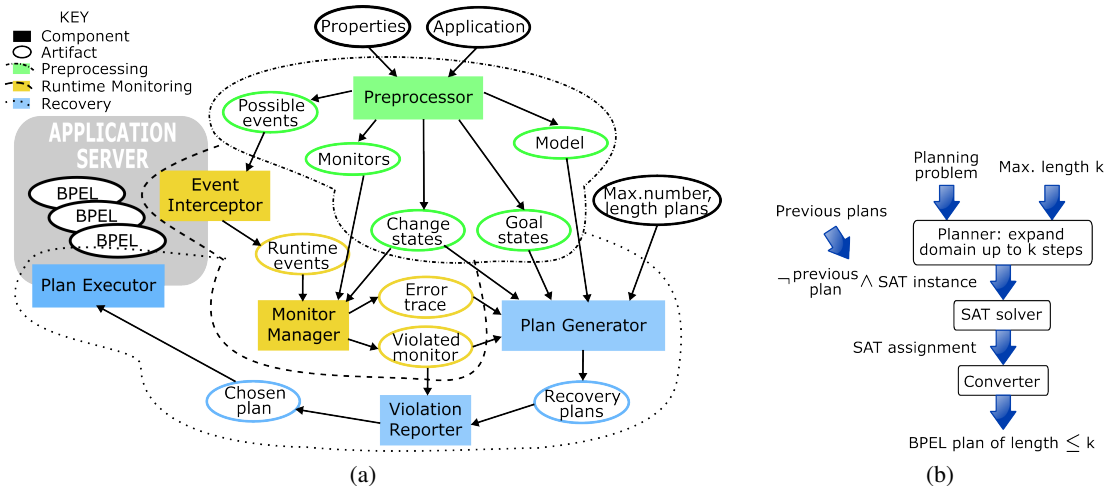 KEY
Component
Artifact
Preprocessing
Runtime Monitoring
Recovery
Properties
Application
Preprocessor
Possible
events
Monitors
Model
APPLICATION
SERVER
BPEL
BPEL
BPEL
Event
Interceptor
Change
states
Goal
states
Max.number,
length plans
Runtime
events
Plan Executor
Monitor
Manager
Error
trace
Violated
monitor
Plan Generator
Chosen
plan
Violation
Reporter
Recovery
plans
(a)
Planning
problem
Max. length k
Previous plans
Planner: expand
domain up to k steps
¬ previous
plan ∧ SAT instance
SAT solver
SAT assignment
Converter
BPEL plan of length ≤ k
(b)